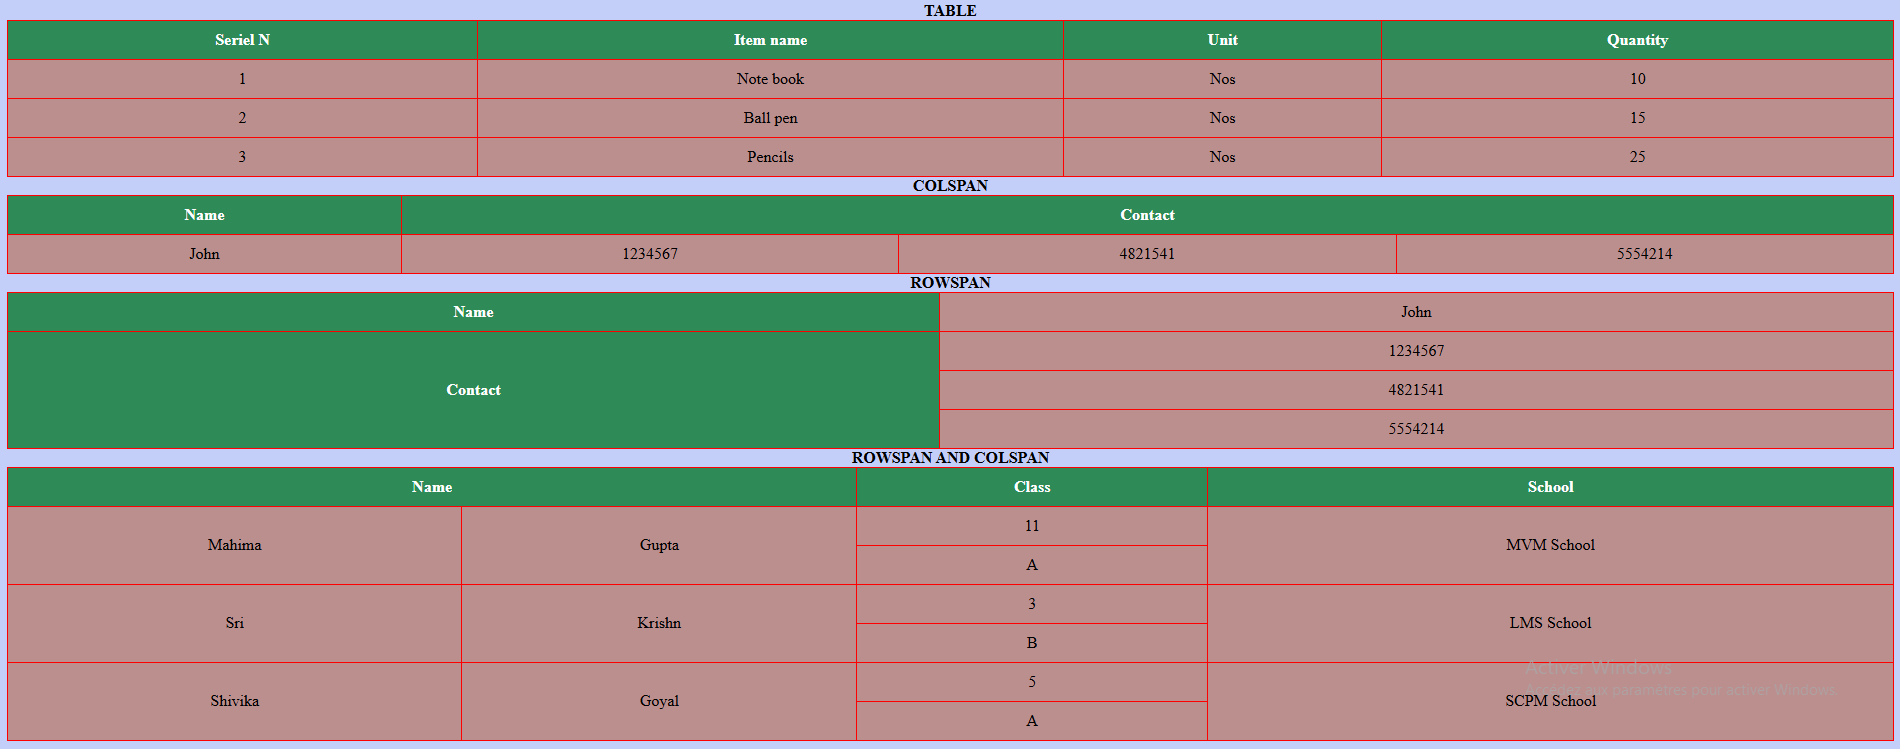 TABLE
Seriel N Item name Unit Quantity
1 Note book Nos 10
2 Ball pen Nos 15
3 Pencils Nos 25
COLSPAN
Name Contact
John 1234567 4821541 5554214
ROWSPAN
Name John
Contact 1234567
4821541
5554214
ROWSPAN AND COLSPAN
Name Class School
Mahima Gupta 11 MVM School
A
Sri Krishn 3 LMS School
B
Shivika Goyal 5 SCPM School
A
Activer Windows
Accédez aux paramètres pour activer Windows.